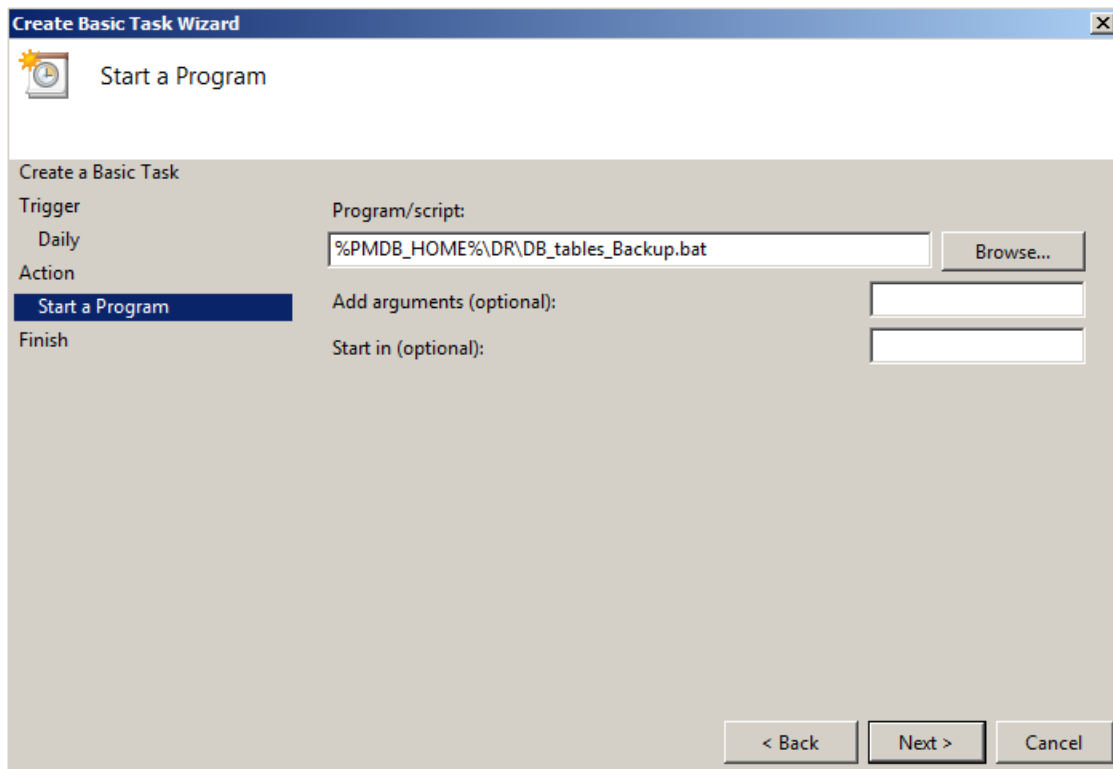 Create Basic Task Wizard
Start a Program
Create a Basic Task
Trigger
Daily
Action
Start a Program
Finish
Program/script:
%PMDB_HOME%\DR\DB_tables_Backup.bat
Browse...
Add arguments (optional):
Start in (optional):
< Back
Next >
Cancel